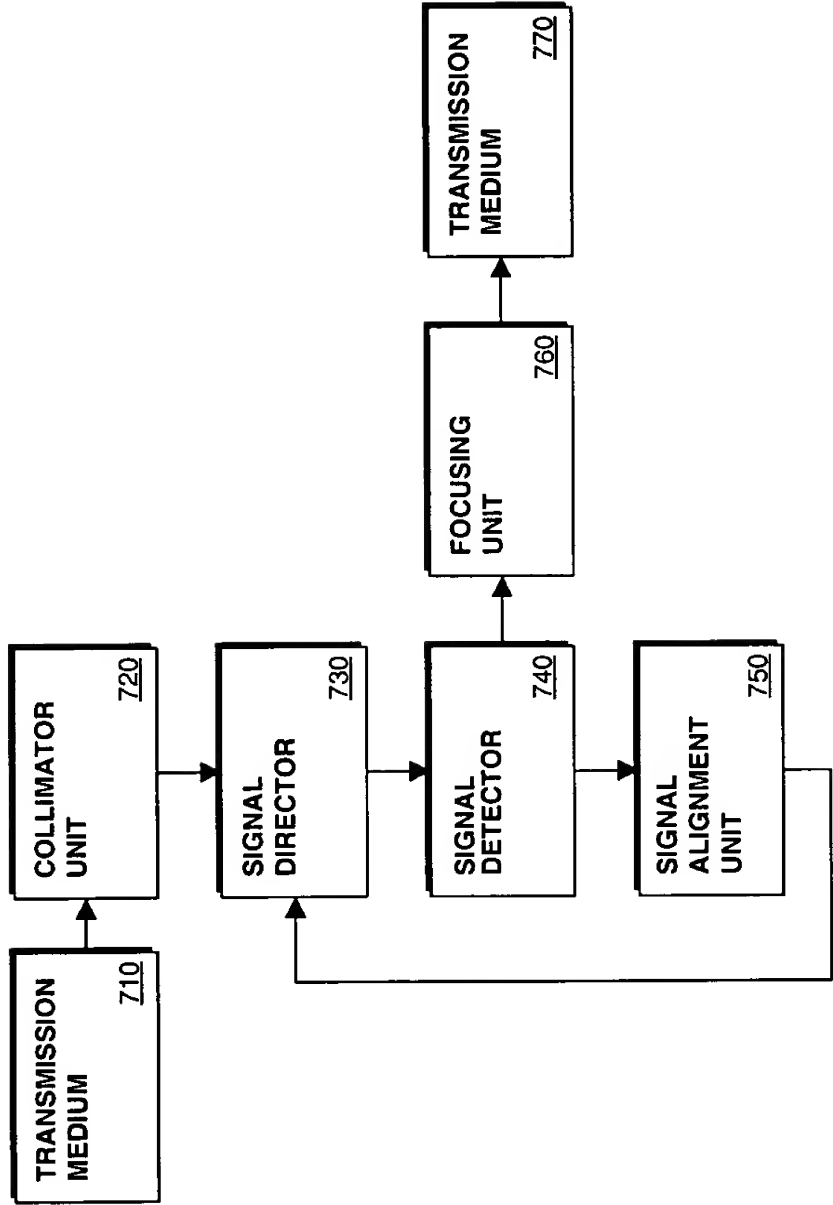 TRANSMISSION
MEDIUM
710
COLLIMATOR
UNIT
720
SIGNAL
DIRECTOR
730
SIGNAL
DETECTOR
740
SIGNAL
ALIGNMENT
UNIT
750
FOCUSING
UNIT
760
TRANSMISSION
MEDIUM
770